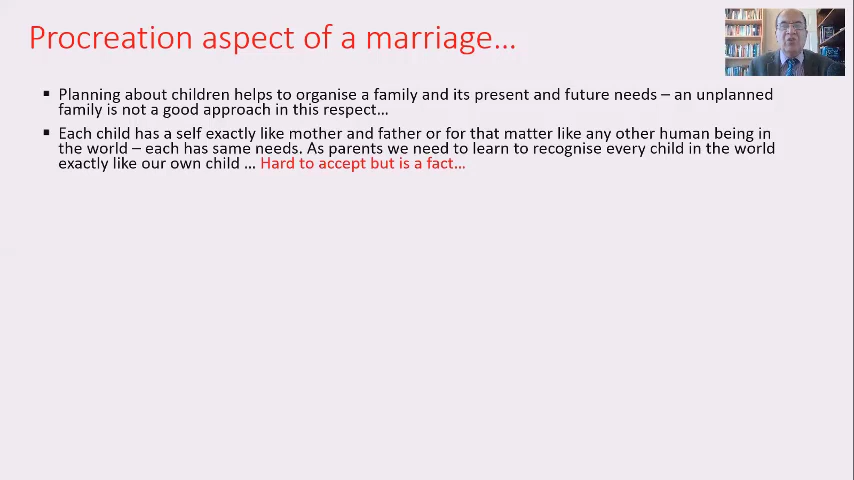 Procreation aspect of a marriage...
▪ Planning about children helps to organise a family and its present and future needs – an unplanned
family is not a good approach in this respect...
▪ Each child has a self exactly like mother and father or for that matter like any other human being in
the world – each has same needs. As parents we need to learn to recognise every child in the world
exactly like our own child ... Hard to accept but is a fact...